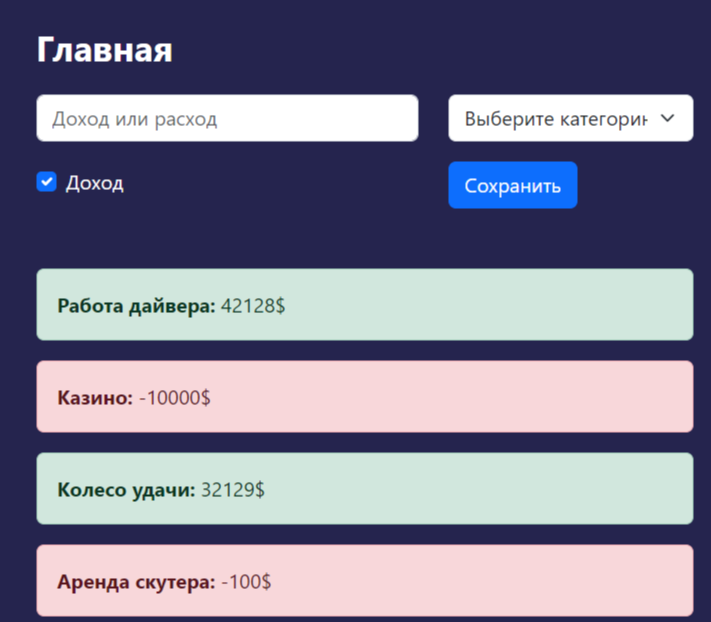 Главная
Доход или расход
Выберите категори
Доход
Сохранить
Работа дайвера: 42128$
Казино: -10000$
Колесо удачи: 32129$
Аренда скутера: -100$